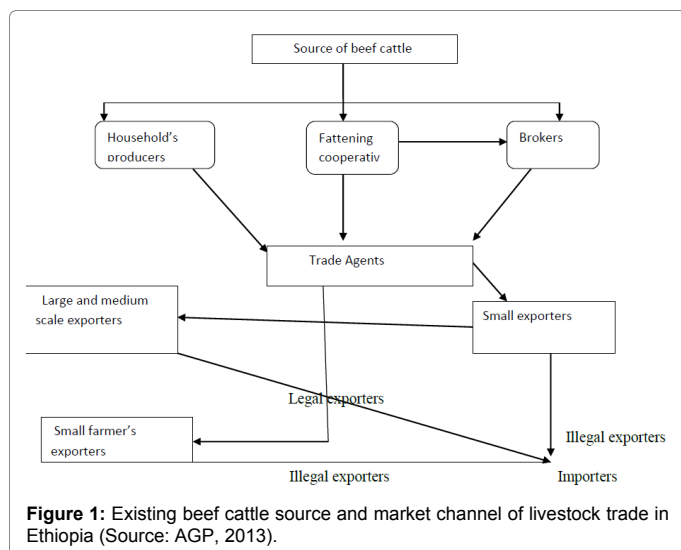 Source of beef cattle
Household's
producers
Fattening
cooperativ
Brokers
Trade Agents
Large and medium
scale exporters
Small exporters
Legal exporters
Small farmer's
exporters
Illegal exporters
Illegal exporters
Importers
Figure 1: Existing beef cattle source and market channel of livestock trade in
Ethiopia (Source: AGP, 2013).